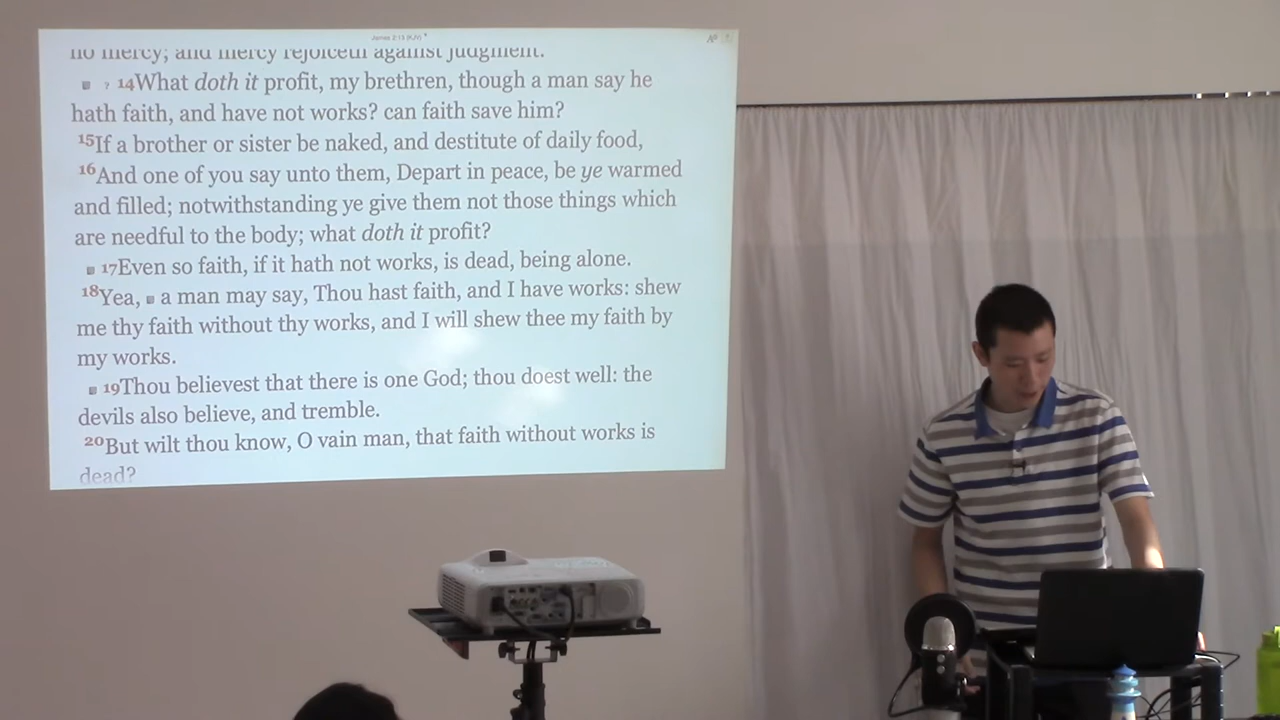 James 2:13 (KJV)
no mercy; and mercy rejoiceth against judgment.
14What doth it profit, my brethren, though a man say he
hath faith, and have not works? can faith save him?
15If a brother or sister be naked, and destitute of daily food,
16And one of you say unto them, Depart in peace, be ye warmed
and filled; notwithstanding ye give them not those things which
are needful to the body; what doth it profit?
17Even so faith, if it hath not works, is dead, being alone.
18Yea, a man may say, Thou hast faith, and I have works: shew
me thy faith without thy works, and I will shew thee my faith by
my works.
19Thou believest that there is one God; thou doest well: the
devils also believe, and tremble.
20But wilt thou know, O vain man, that faith without works is
dead?